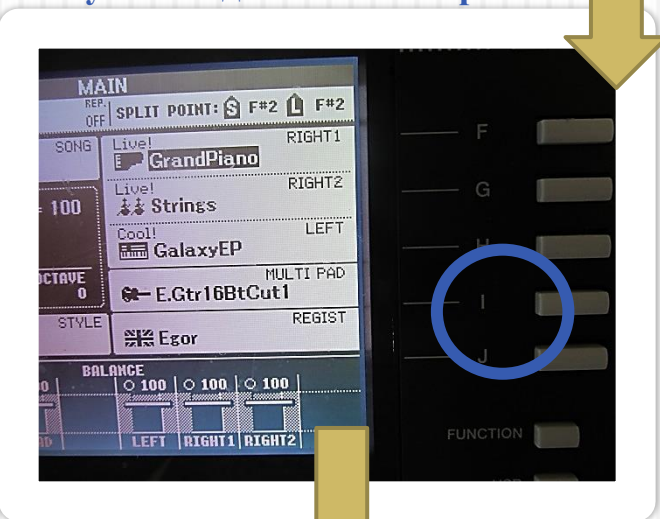 MAIN
REP.
OFF
SPLIT POINT: S F#2 L F#2
SONG
Live!
RIGHT1
GrandPiano
Live!
RIGHT2
100
Strings
Cool!
LEFT
GalaxyEP
OCTAVE
0
MULTI PAD
E.Gtr16BtCut1
STYLE
REGIST
Egor
BALANCE
100 100 100
LEFT RIGHT1 RIGHT2
F
G
H
I
J
FUNCTION